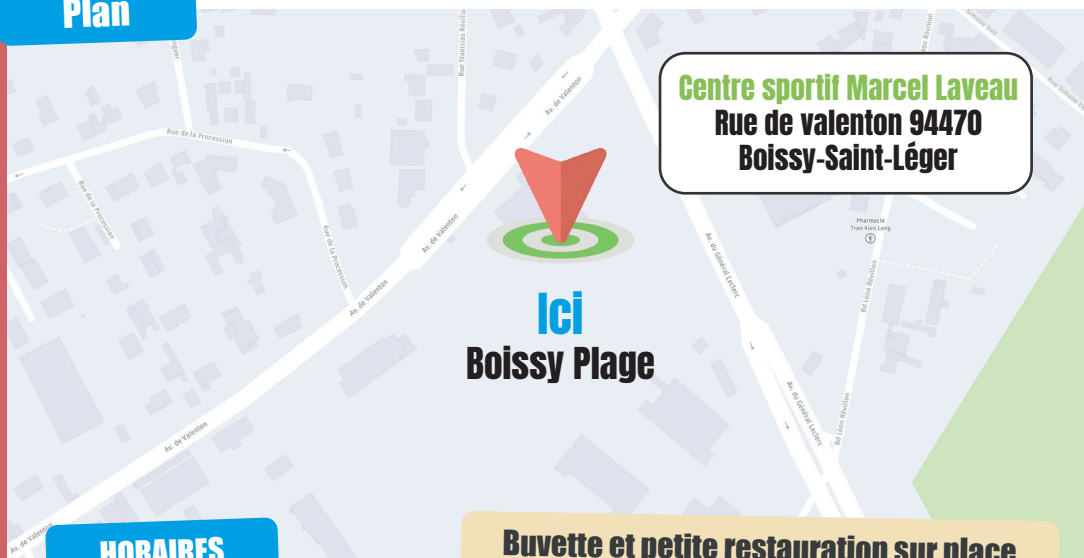 Plan
Rue Stanislas Révillon
Av. de Valenton
Centre sportif Marcel Laveau
Rue de valenton 94470
Boissy-Saint-Léger
Rue de la Procession
Rue de la Procession
Rue de la Procession
Av. de Valenton
Pharmacie
Tran Kien Long
Av. du Général Leclerc
Bd Léon Révillon
Av. de Valenton
Ici
Boissy Plage
Av. du Général Leclerc
Bd Léon Révillon
Av. de Valenton
Av. de Valenton
HORAIRES
Buvette et petite restauration sur place